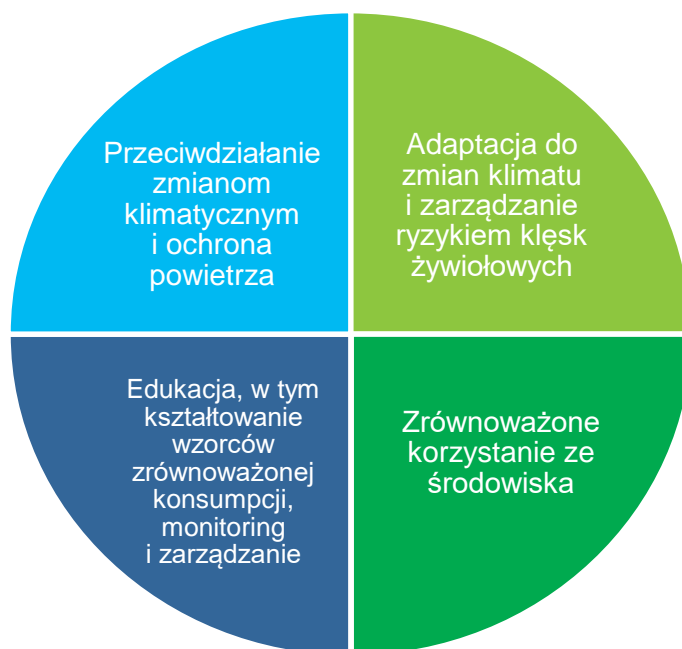 Przeciwdziałanie
zmianom
klimatycznym
i ochrona
powietrza
Adaptacja do
zmian klimatu
i zarządzanie
ryzykiem klęsk
żywiołowych
Edukacja, w tym
kształtowanie
wzorców
zrównoważonej
konsumpcji,
monitoring
i zarządzanie
Zrównoważone
korzystanie ze
środowiska